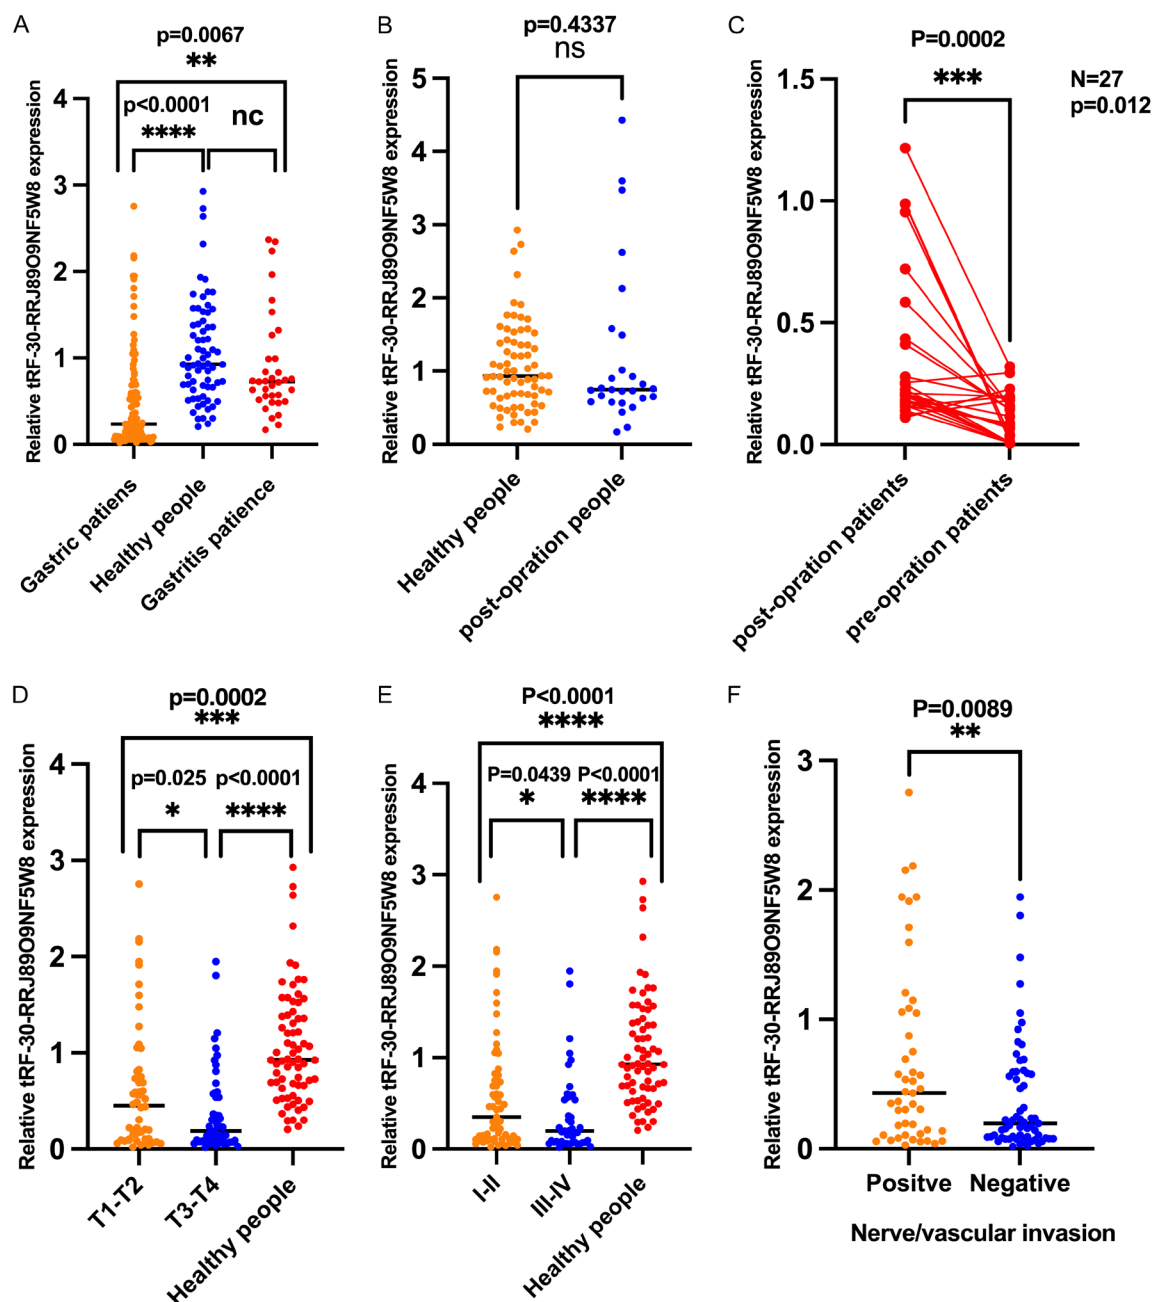 A
p=0.0067
**
p<0.0001
nc
****
Relative tRF-30-RRJ89O9NF5W8 expression
4
3
2
1
0
Gastric patiens
Healthy people
Gastritis patience
B
p=0.4337
ns
Relative tRF-30-RRJ89O9NF5W8 expression
5
4
3
2
1
0
Healthy people
post-opration people
C
P=0.0002
***
N=27
p=0.012
Relative tRF-30-RRJ89O9NF5W8 expression
1.5
1.0
0.5
0.0
post-opration patients
pre-opration patients
D
p=0.0002
***
p=0.025
p<0.0001
*
****
Relative tRF-30-RRJ89O9NF5W8 expression
4
3
2
1
0
T1-T2
T3-T4
Healthy people
E
P<0.0001
****
P=0.0439
P<0.0001
*
****
Relative tRF-30-RRJ89O9NF5W8 expression
4
3
2
1
0
I-II
III-IV
Healthy people
F
P=0.0089
**
Relative tRF-30-RRJ89O9NF5W8 expression
3
2
1
0
Positve
Negative
Nerve/vascular invasion